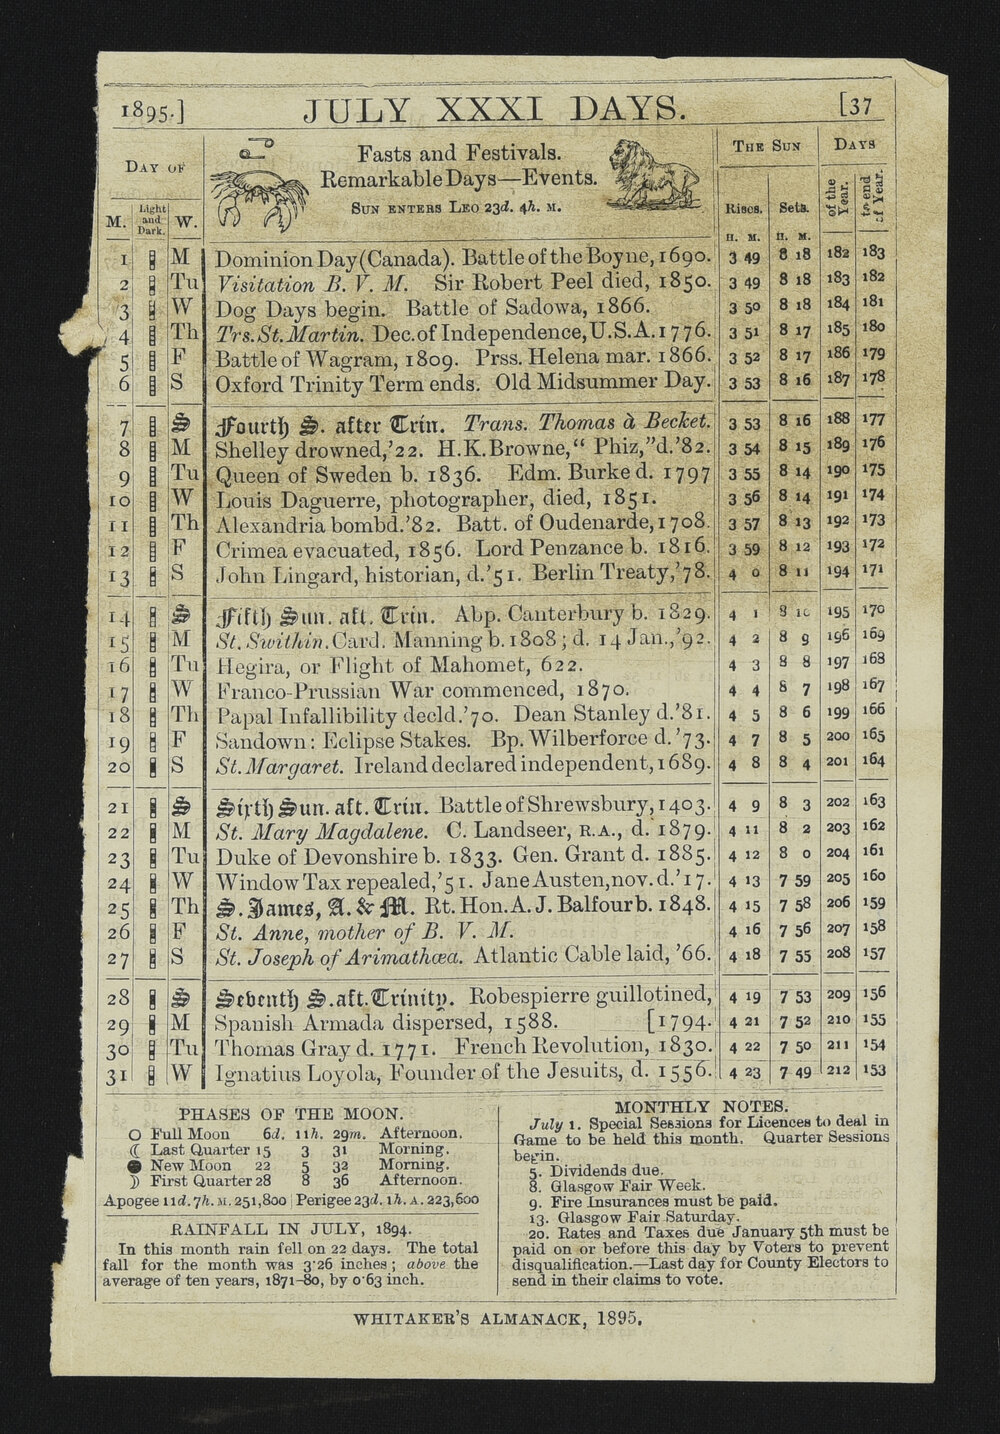 1895.] JULY XXXI DAYS. [37
DAY OF
Fasts and Festivals.
Remarkable Days—Events.
SUN ENTERS LEO 23d. 4h. M.
THE SUN DAYS
M. Light and Dark. W. Rises. Sets. of the Year. to end of Year.
H. M. H. M.
1 M Dominion Day (Canada). Battle of the Boyne, 1690. 3 49 8 18 182 183
2 Tu Visitation B. V. M. Sir Robert Peel died, 1850. 3 49 8 18 183 182
3 W Dog Days begin. Battle of Sadowa, 1866. 3 50 8 18 184 181
4 Th Trs. St. Martin. Dec. of Independence, U.S.A. 1776. 3 51 8 17 185 180
5 F Battle of Wagram, 1809. Prss. Helena mar. 1866. 3 52 8 17 186 179
6 S Oxford Trinity Term ends. Old Midsummer Day. 3 53 8 16 187 178
7 S Fourth S. after Trin. Trans. Thomas à Becket. 3 53 8 16 188 177
8 M Shelley drowned, '22. H.K. Browne, "Phiz," d. '82. 3 54 8 15 189 176
9 Tu Queen of Sweden b. 1836. Edm. Burke d. 1797 3 55 8 14 190 175
10 W Louis Daguerre, photographer, died, 1851. 3 56 8 14 191 174
11 Th Alexandria bombd. '82. Batt. of Oudenarde, 1708. 3 57 8 13 192 173
12 F Crimea evacuated, 1856. Lord Penzance b. 1816. 3 59 8 12 193 172
13 S John Lingard, historian, d. '51. Berlin Treaty, '78. 4 0 8 11 194 171
14 S Fifth Sun. aft. Trin. Abp. Canterbury b. 1829. 4 1 8 10 195 170
15 M St. Swithin. Card. Manning b. 1808; d. 14 Jan., '92. 4 2 8 9 196 169
16 Tu Hegira, or Flight of Mahomet, 622. 4 3 8 8 197 168
17 W Franco-Prussian War commenced, 1870. 4 4 8 7 198 167
18 Th Papal Infallibility decld. '70. Dean Stanley d. '81. 4 5 8 6 199 166
19 F Sandown: Eclipse Stakes. Bp. Wilberforce d. '73. 4 7 8 5 200 165
20 S St. Margaret. Ireland declared independent, 1689. 4 8 8 4 201 164
21 S Sixth Sun. aft. Trin. Battle of Shrewsbury, 1403. 4 9 8 3 202 163
22 M St. Mary Magdalene. C. Landseer, R.A., d. 1879. 4 11 8 2 203 162
23 Tu Duke of Devonshire b. 1833. Gen. Grant d. 1885. 4 12 8 0 204 161
24 W Window Tax repealed, '51. Jane Austen, nov. d. '17. 4 13 7 59 205 160
25 Th S. James, A. & M. Rt. Hon. A. J. Balfour b. 1848. 4 15 7 58 206 159
26 F St. Anne, mother of B. V. M. 4 16 7 56 207 158
27 S St. Joseph of Arimathœa. Atlantic Cable laid, '66. 4 18 7 55 208 157
28 S Seventh S. aft. Trinity. Robespierre guillotined, 4 19 7 53 209 156
29 M Spanish Armada dispersed, 1588. [1794. 4 21 7 52 210 155
30 Tu Thomas Gray d. 1771. French Revolution, 1830. 4 22 7 50 211 154
31 W Ignatius Loyola, Founder of the Jesuits, d. 1556. 4 23 7 49 212 153
PHASES OF THE MOON.
Full Moon 6d. 11h. 29m. Afternoon.
Last Quarter 15 3 31 Morning.
New Moon 22 5 32 Morning.
First Quarter 28 8 36 Afternoon.
Apogee 11d. 7h. M. 251,800 Perigee 23d. 1h. A. 223,600
RAINFALL IN JULY, 1894.
In this month rain fell on 22 days. The total
fall for the month was 3·26 inches; above the
average of ten years, 1871-80, by 0·63 inch.
MONTHLY NOTES.
July 1. Special Sessions for Licences to deal in
Game to be held this month. Quarter Sessions
begin.
5. Dividends due.
8. Glasgow Fair Week.
9. Fire Insurances must be paid.
13. Glasgow Fair Saturday.
20. Rates and Taxes due January 5th must be
paid on or before this day by Voters to prevent
disqualification.—Last day for County Electors to
send in their claims to vote.
WHITAKER'S ALMANACK, 1895.